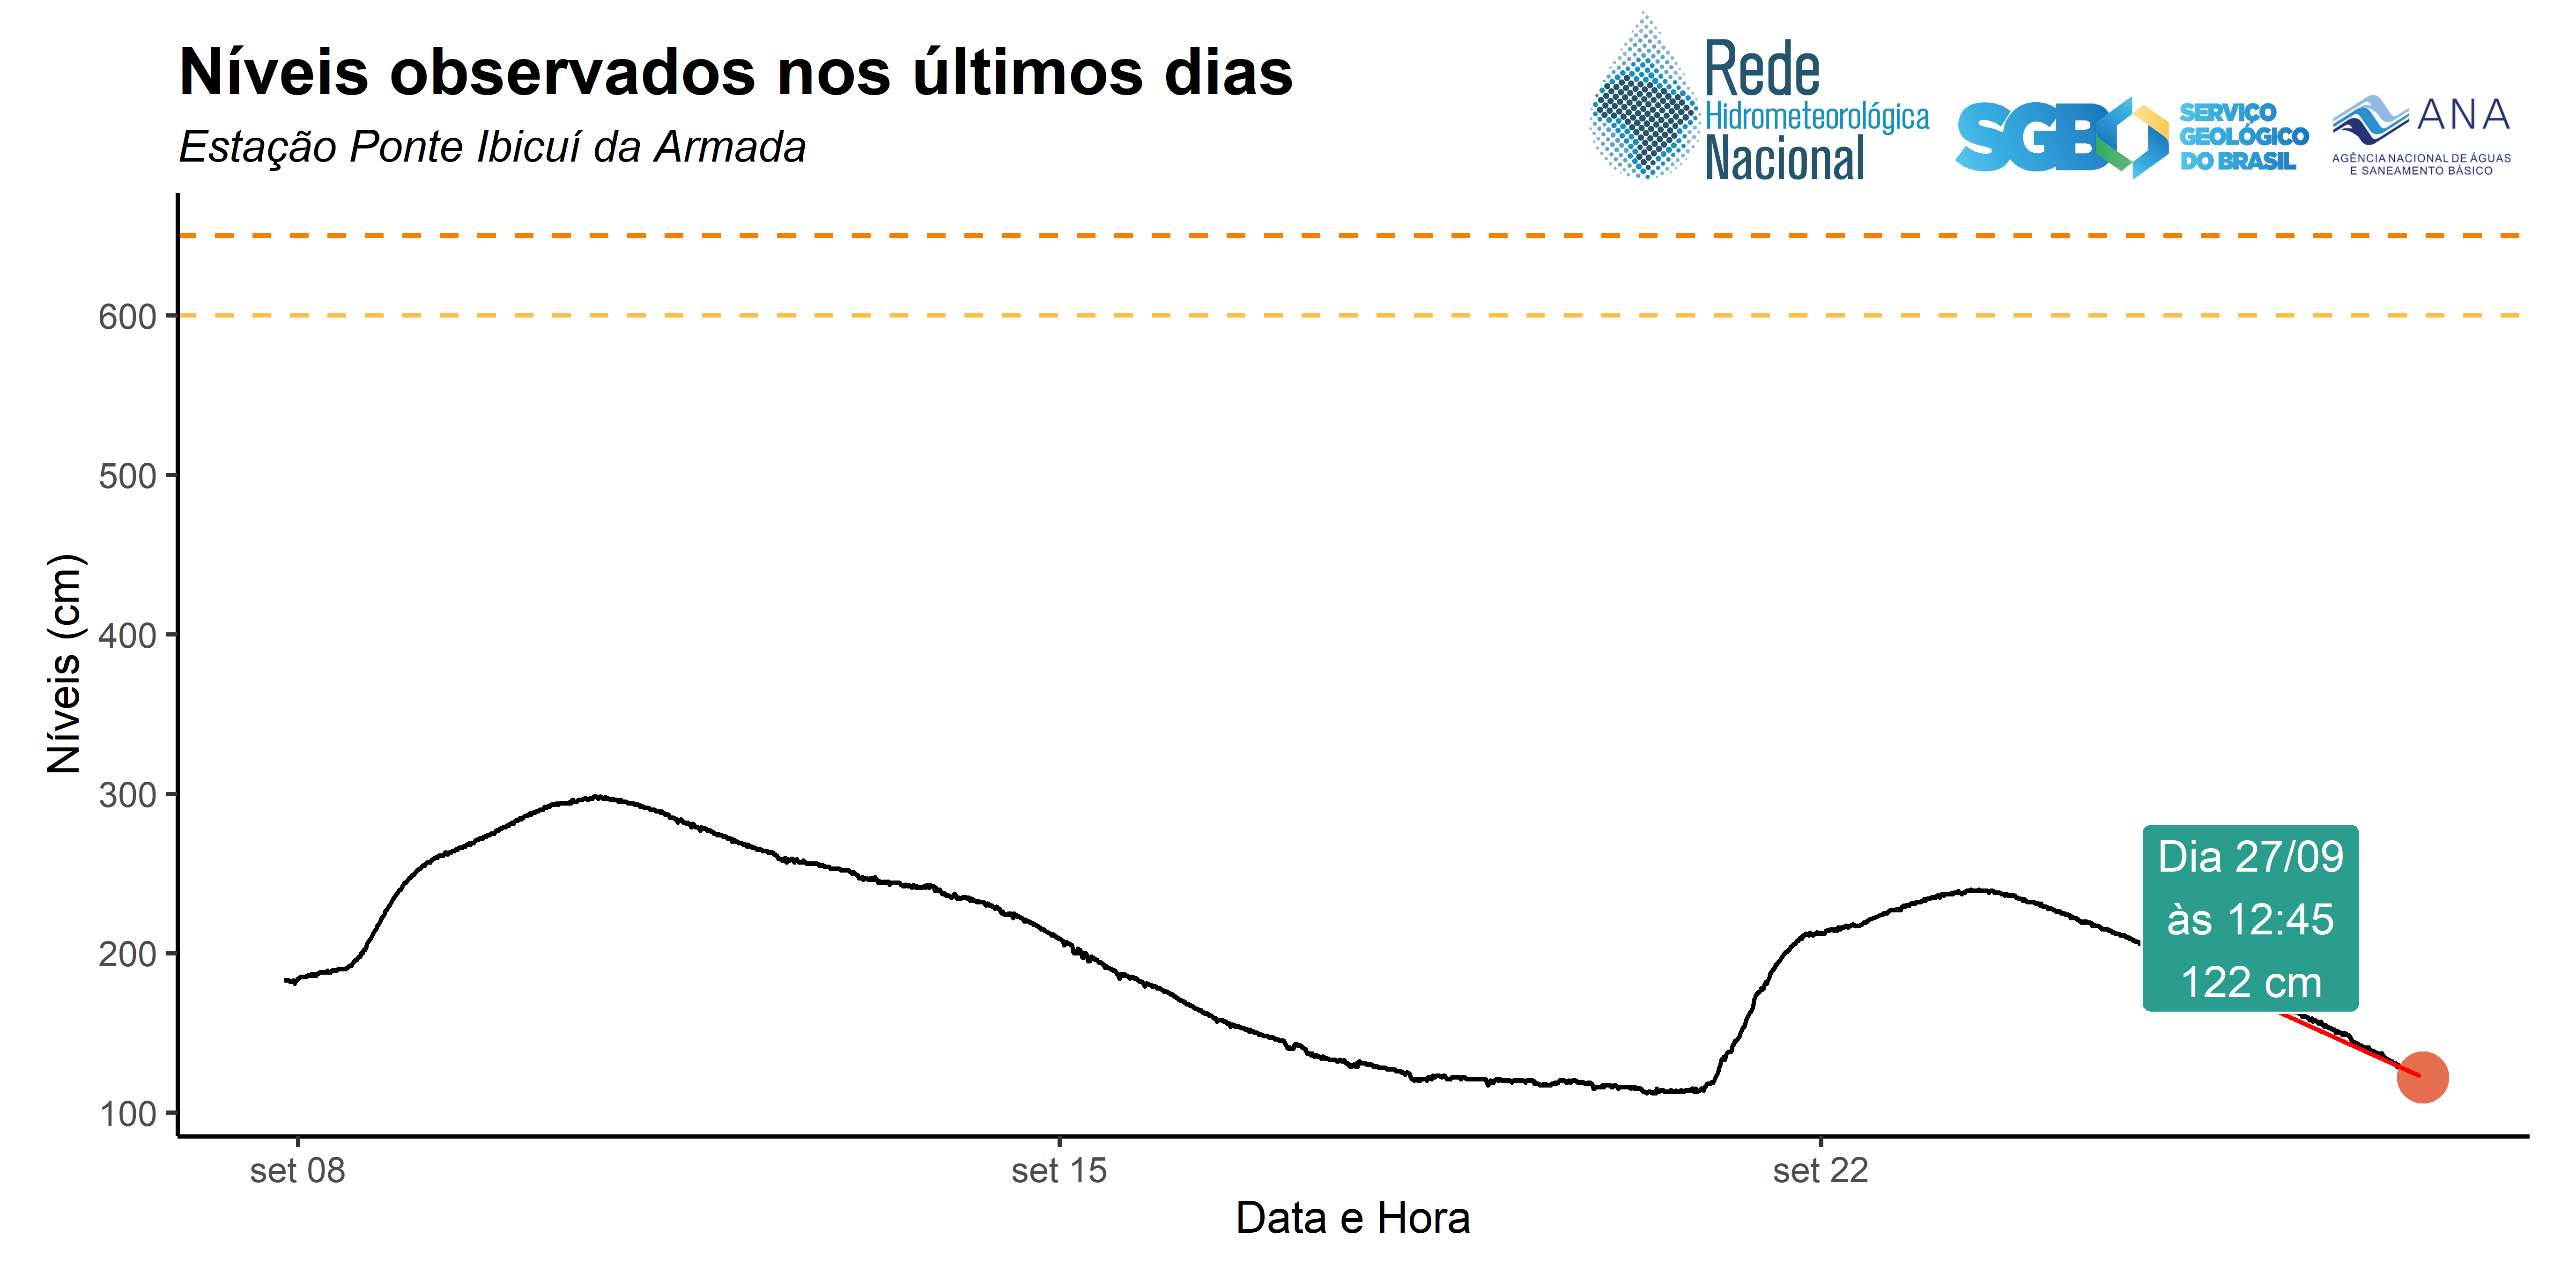 Níveis observados nos últimos dias
Estação Ponte Ibicuí da Armada
Rede
Hidrometeorológica
Nacional
SGB
SERVIÇO
GEOLÓGICO
DO BRASIL
ANA
AGÊNCIA NACIONAL DE ÁGUAS
E SANEAMENTO BÁSICO
Níveis (cm)
600
500
400
300
200
100
Dia 27/09
às 12:45
122 cm
set 08
set 15
set 22
Data e Hora